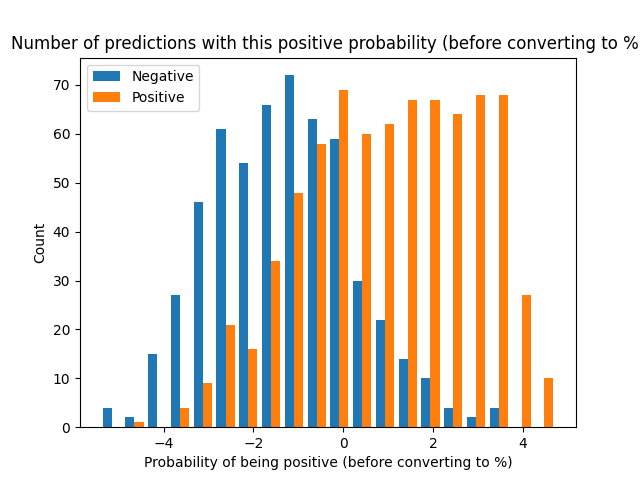 Number of predictions with this positive probability (before converting to %
Negative
Positive
70
60
50
40
30
20
10
0
Count
−4
−2
0
2
4
Probability of being positive (before converting to %)